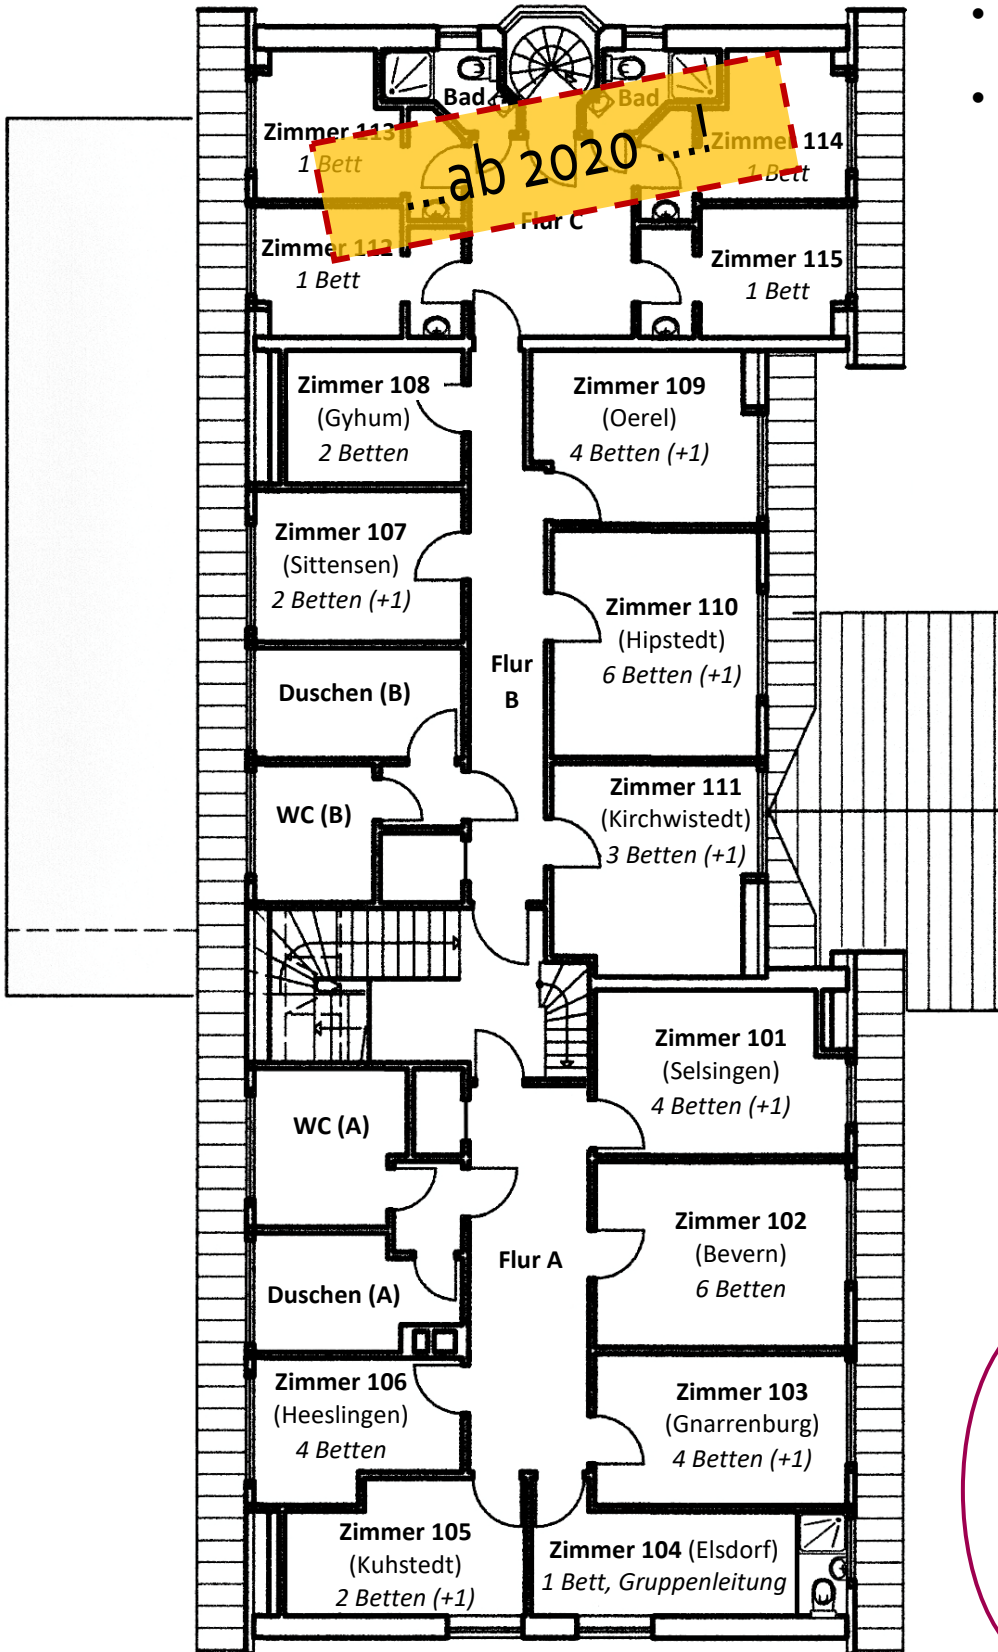 •
•
Bad
Bad
Zimmer 113
1 Bett
Zimmer 114
1 Bett
...ab 2020 ...!
Flur C
Zimmer 112
1 Bett
Zimmer 115
1 Bett
Zimmer 108
(Gyhum)
2 Betten
Zimmer 109
(Oerel)
4 Betten (+1)
Zimmer 107
(Sittensen)
2 Betten (+1)
Zimmer 110
(Hipstedt)
6 Betten (+1)
Flur
B
Duschen (B)
WC (B)
Zimmer 111
(Kirchwistedt)
3 Betten (+1)
Zimmer 101
(Selsingen)
4 Betten (+1)
WC (A)
Zimmer 102
(Bevern)
6 Betten
Flur A
Duschen (A)
Zimmer 106
(Heeslingen)
4 Betten
Zimmer 103
(Gnarrenburg)
4 Betten (+1)
Zimmer 105
(Kuhstedt)
2 Betten (+1)
Zimmer 104 (Elsdorf)
1 Bett, Gruppenleitung